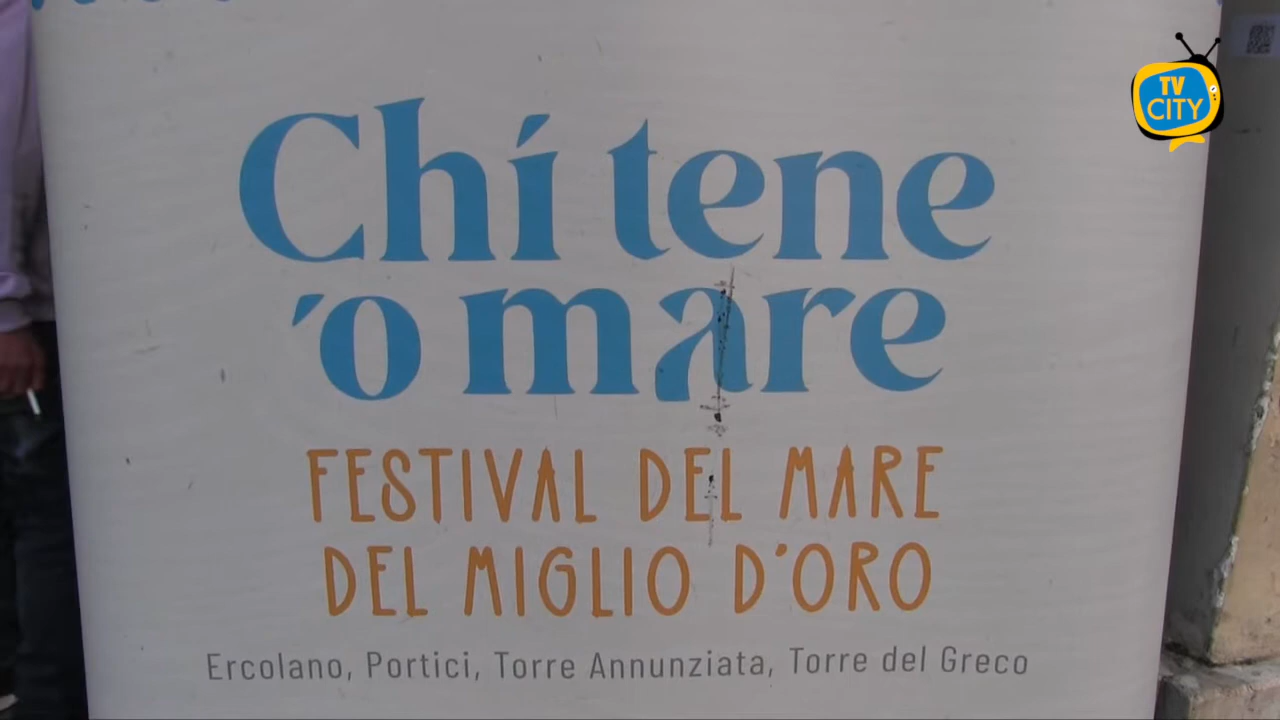 TV
CITY
Chí tene
'o mare
FESTIVAL DEL MARE
DEL MIGLIO D'ORO
Ercolano, Portici, Torre Annunziata, Torre del Greco